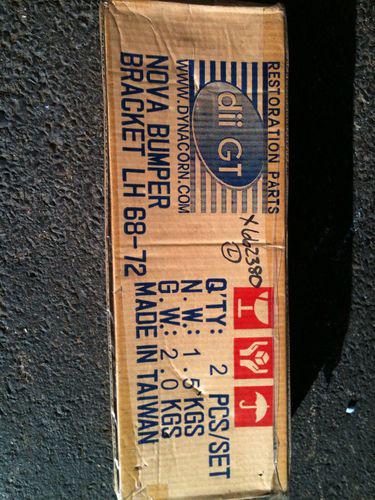 RESTORATION PARTS
dii GT
WWW.DYNACORN.COM
NOVA BUMPER
BRACKET LH 68-72
X662380
L
Q'TY: 2 PCS/SET
N.W.: 1.5 KGS
G.W.: 2.0 KGS
MADE IN TAIWAN